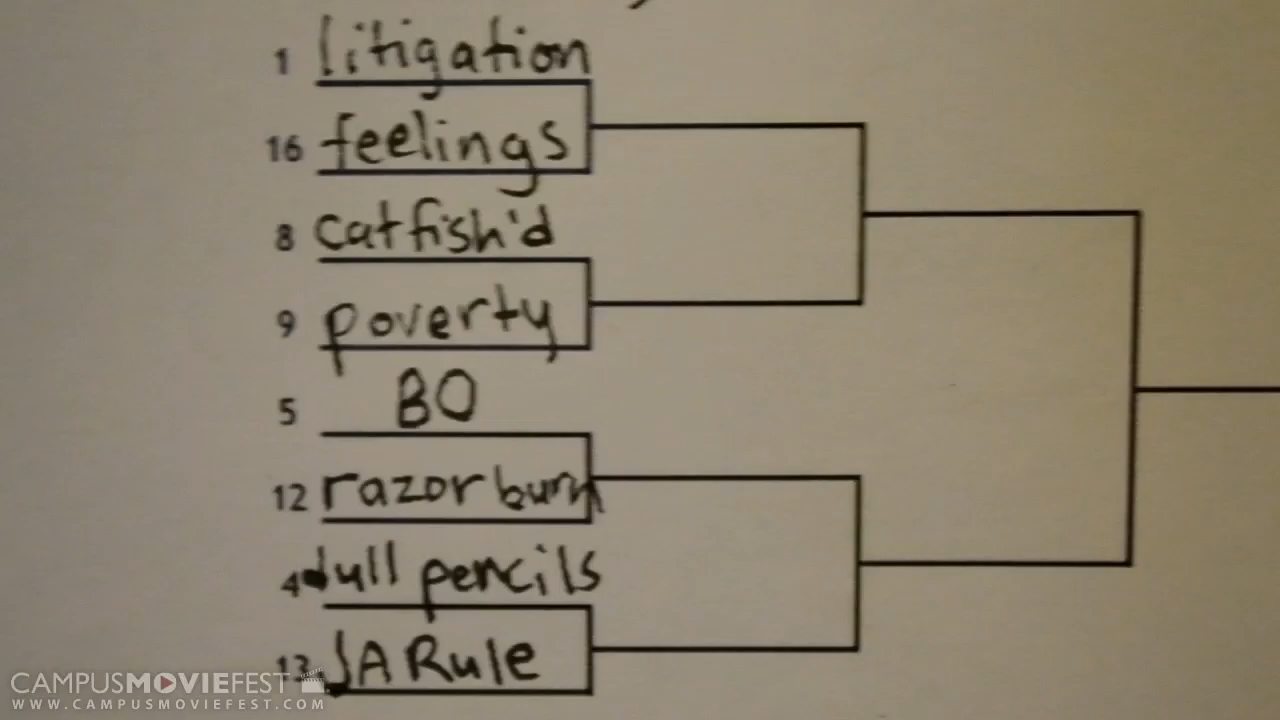 1 litigation
16 feelings
8 catfish'd
9 poverty
5 BO
12 razor burn
4 dull pencils
13 JA Rule
CAMPUSMOVIEFEST
WWW.CAMPUSMOVIEFEST.COM